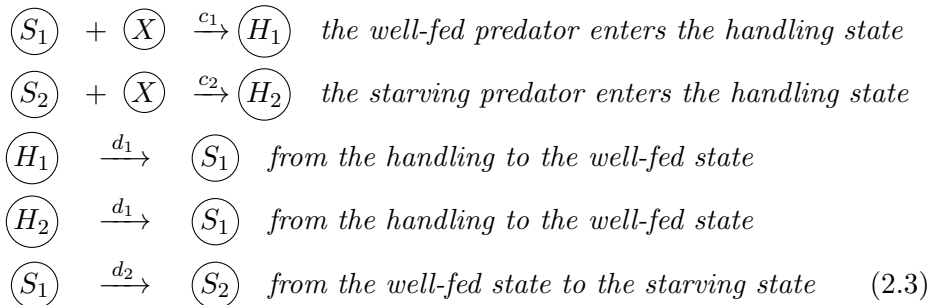 S₁ + X →c₁ H₁ the well-fed predator enters the handling state
S₂ + X →c₂ H₂ the starving predator enters the handling state
H₁ →d₁ S₁ from the handling to the well-fed state
H₂ →d₁ S₁ from the handling to the well-fed state
S₁ →d₂ S₂ from the well-fed state to the starving state (2.3)